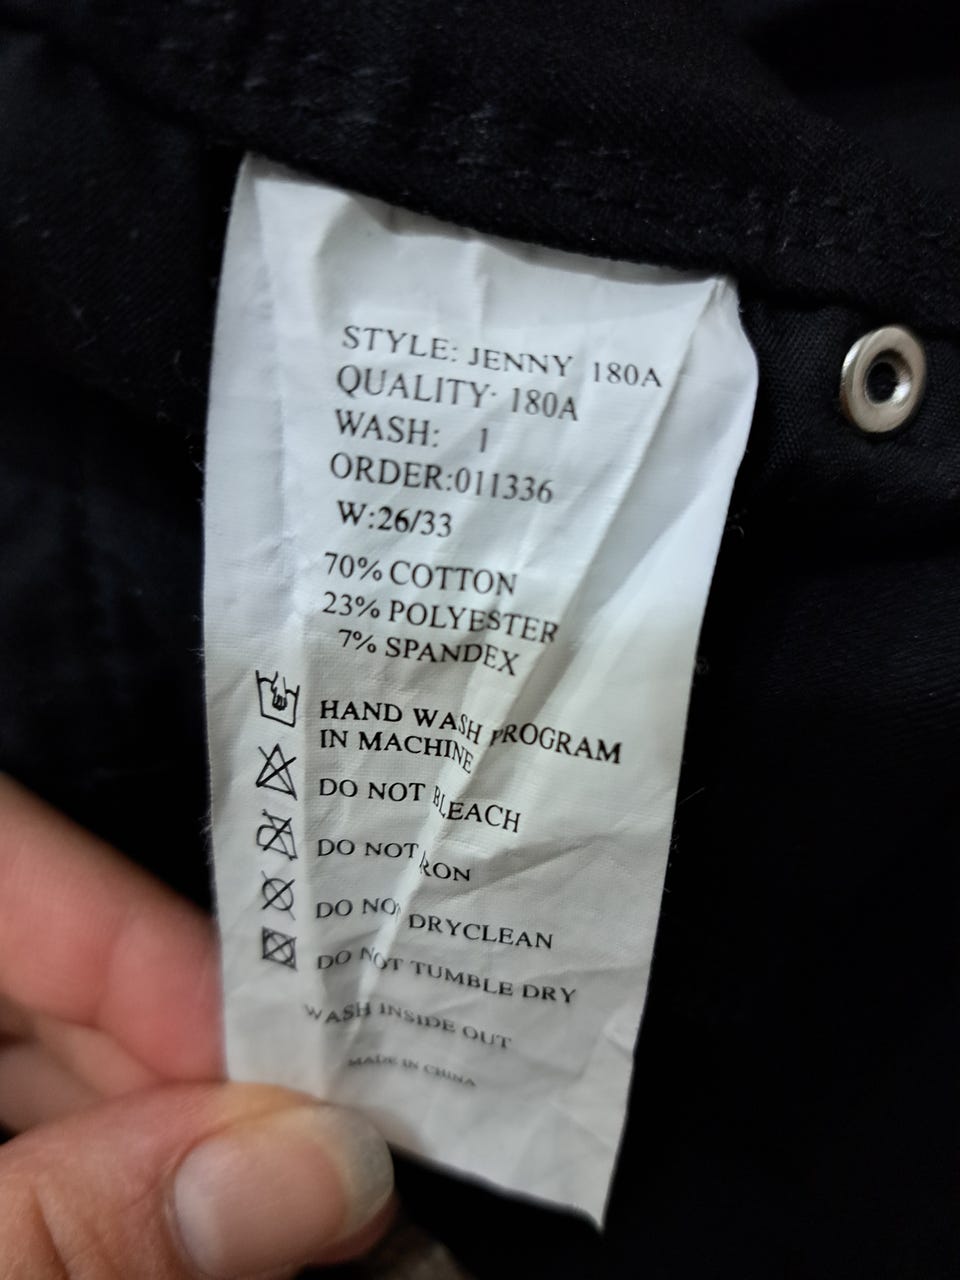 STYLE: JENNY 180A
QUALITY: 180A
WASH: 1
ORDER:011336
W:26/33
70% COTTON
23% POLYESTER
7% SPANDEX
HAND WASH PROGRAM
IN MACHINE
DO NOT BLEACH
DO NOT IRON
DO NOT DRYCLEAN
DO NOT TUMBLE DRY
WASH INSIDE OUT
MADE IN CHINA